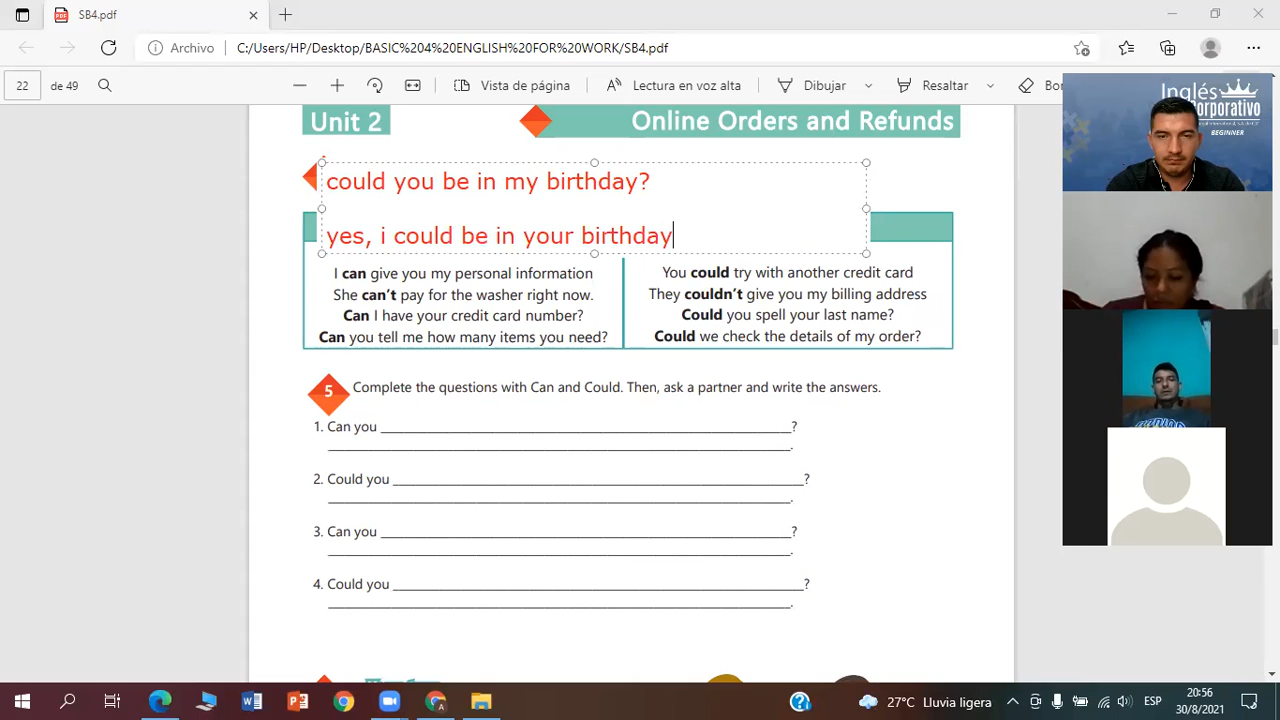 SB4.pdf
Archivo
C:/Users/HP/Desktop/BASIC%204%20ENGLISH%20FOR%20WORK/SB4.pdf
22 de 49
Vista de página
Lectura en voz alta
Dibujar
Resaltar
Bor
Unit 2
Online Orders and Refunds
could you be in my birthday?
yes, i could be in your birthday
I can give you my personal information
She can't pay for the washer right now.
Can I have your credit card number?
Can you tell me how many items you need?
You could try with another credit card
They couldn't give you my billing address
Could you spell your last name?
Could we check the details of my order?
5 Complete the questions with Can and Could. Then, ask a partner and write the answers.
1. Can you ?
.
2. Could you ?
.
3. Can you ?
.
4. Could you ?
.
Inglés
Corporativo
BEGINNER
27°C Lluvia ligera
ESP
20:56
30/8/2021